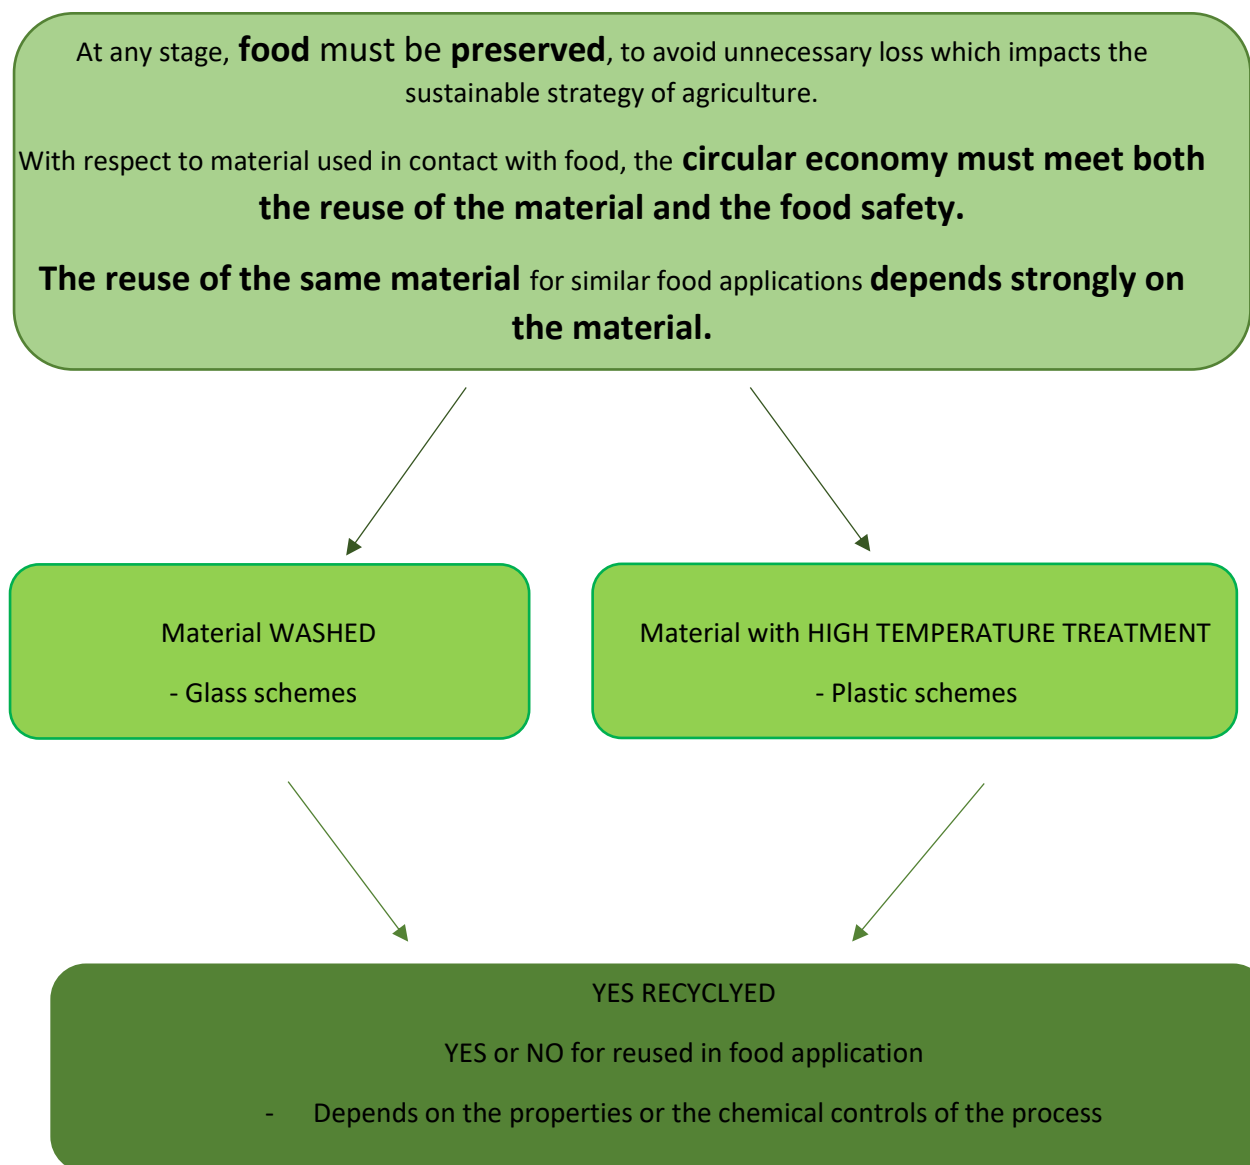 At any stage, food must be preserved, to avoid unnecessary loss which impacts the
sustainable strategy of agriculture.
With respect to material used in contact with food, the circular economy must meet both
the reuse of the material and the food safety.
The reuse of the same material for similar food applications depends strongly on
the material.
Material WASHED
- Glass schemes
Material with HIGH TEMPERATURE TREATMENT
- Plastic schemes
YES RECYCLYED
YES or NO for reused in food application
- Depends on the properties or the chemical controls of the process